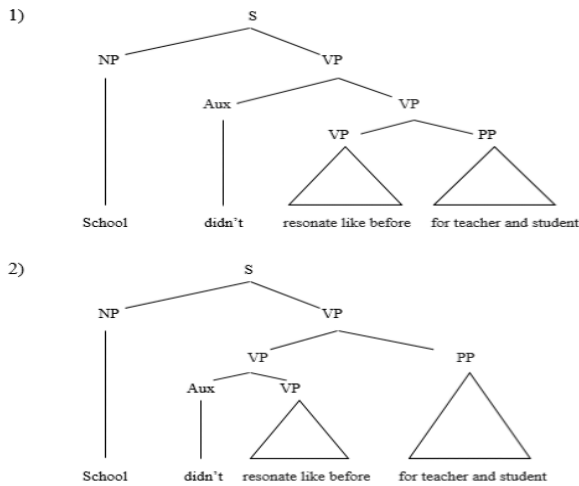 1)
S
NP VP
Aux VP
VP PP
School didn't resonate like before for teacher and student
2)
S
NP VP
VP PP
Aux VP
School didn't resonate like before for teacher and student